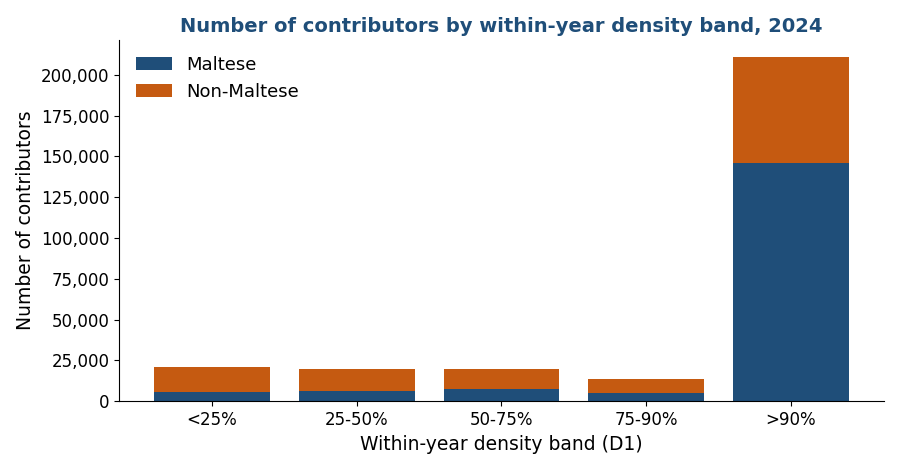 Number of contributors by within-year density band, 2024
Maltese
Non-Maltese
Number of contributors
200,000
175,000
150,000
125,000
100,000
75,000
50,000
25,000
0
<25%
25-50%
50-75%
75-90%
>90%
Within-year density band (D1)